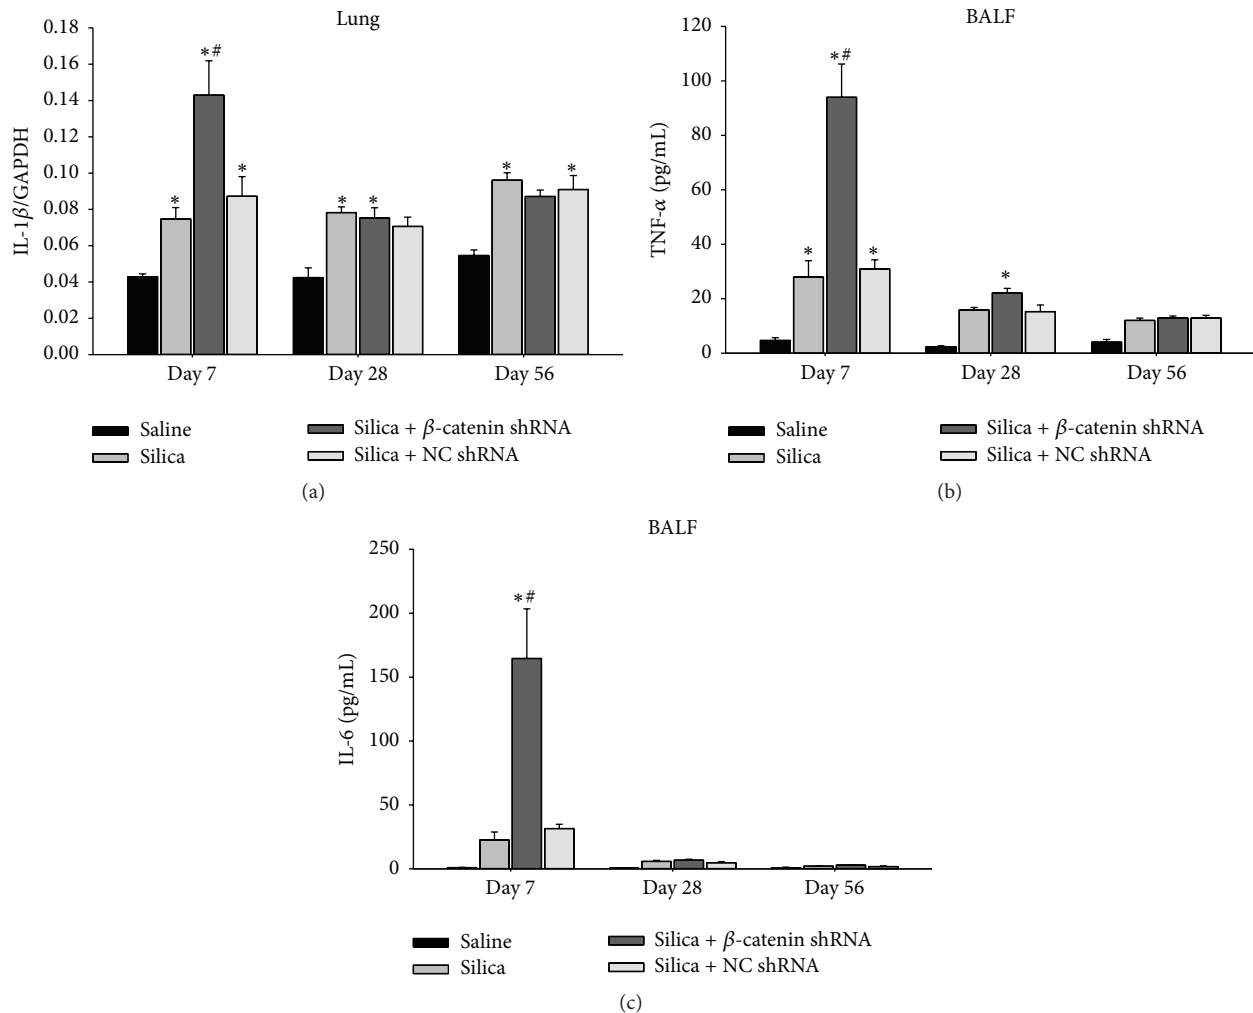 Lung
IL-1β/GAPDH
0.18
0.16
0.14
0.12
0.10
0.08
0.06
0.04
0.02
0.00
*#
*
*
*
*
*
*
Day 7
Day 28
Day 56
Saline
Silica
Silica + β-catenin shRNA
Silica + NC shRNA
(a)
BALF
TNF-α (pg/mL)
120
100
80
60
40
20
0
*#
*
*
*
Day 7
Day 28
Day 56
Saline
Silica
Silica + β-catenin shRNA
Silica + NC shRNA
(b)
BALF
IL-6 (pg/mL)
250
200
150
100
50
0
*#
Day 7
Day 28
Day 56
Saline
Silica
Silica + β-catenin shRNA
Silica + NC shRNA
(c)